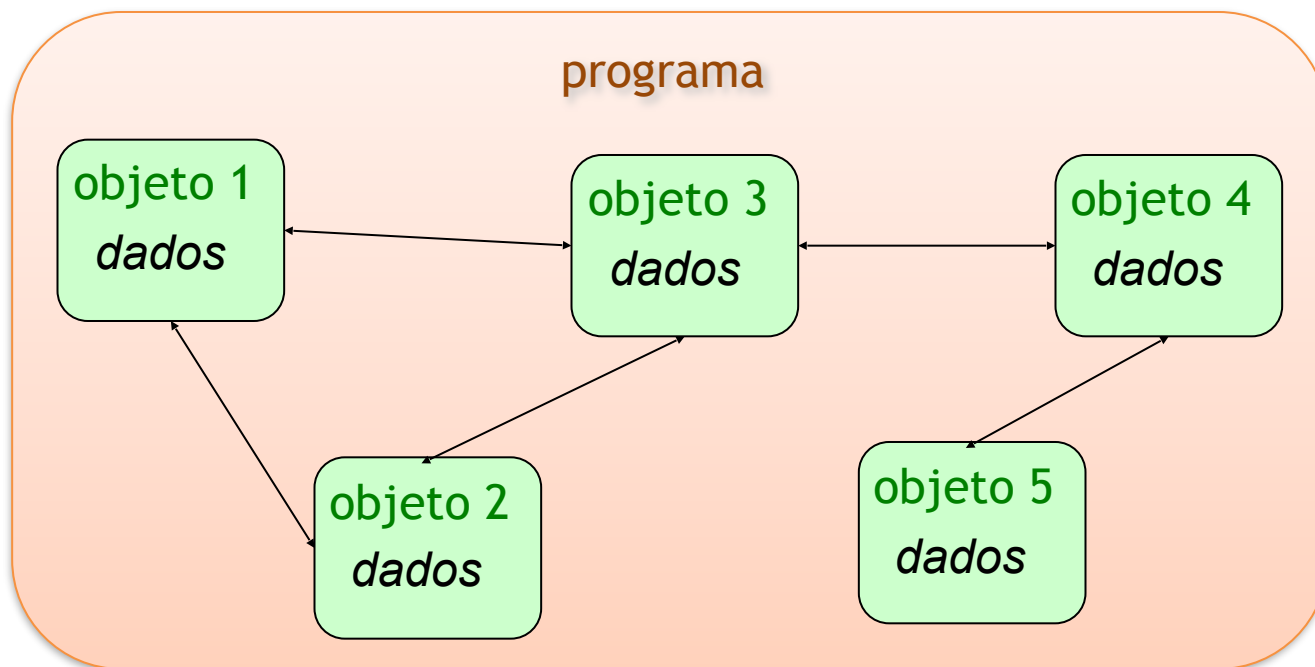 programa
objeto 1
dados
objeto 3
dados
objeto 4
dados
objeto 2
dados
objeto 5
dados